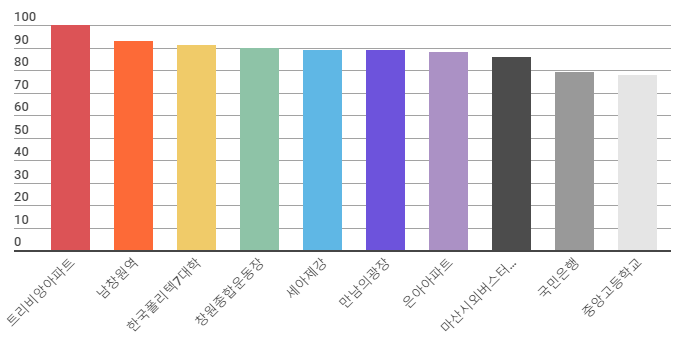 100
90
80
70
60
50
40
30
20
10
0
트리비앙아파트
남창원역
한국폴리텍7대학
창원종합운동장
세아제강
만남의광장
은아아파트
마산시외버스터...
국민은행
중앙고등학교